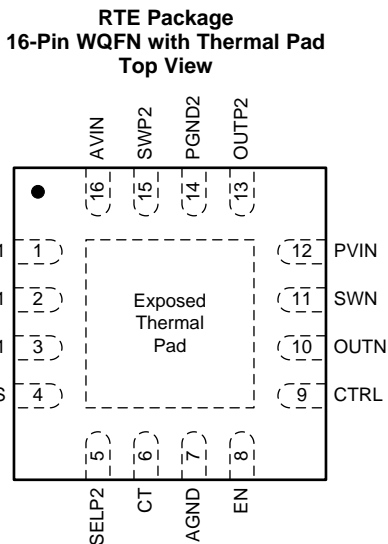 RTE Package
16-Pin WQFN with Thermal Pad
Top View
AVIN
SWP2
PGND2
OUTP2
16
15
14
13
1
12 PVIN
2
11 SWN
3
10 OUTN
4
9 CTRL
Exposed
Thermal
Pad
5
6
7
8
SELP2
CT
AGND
EN